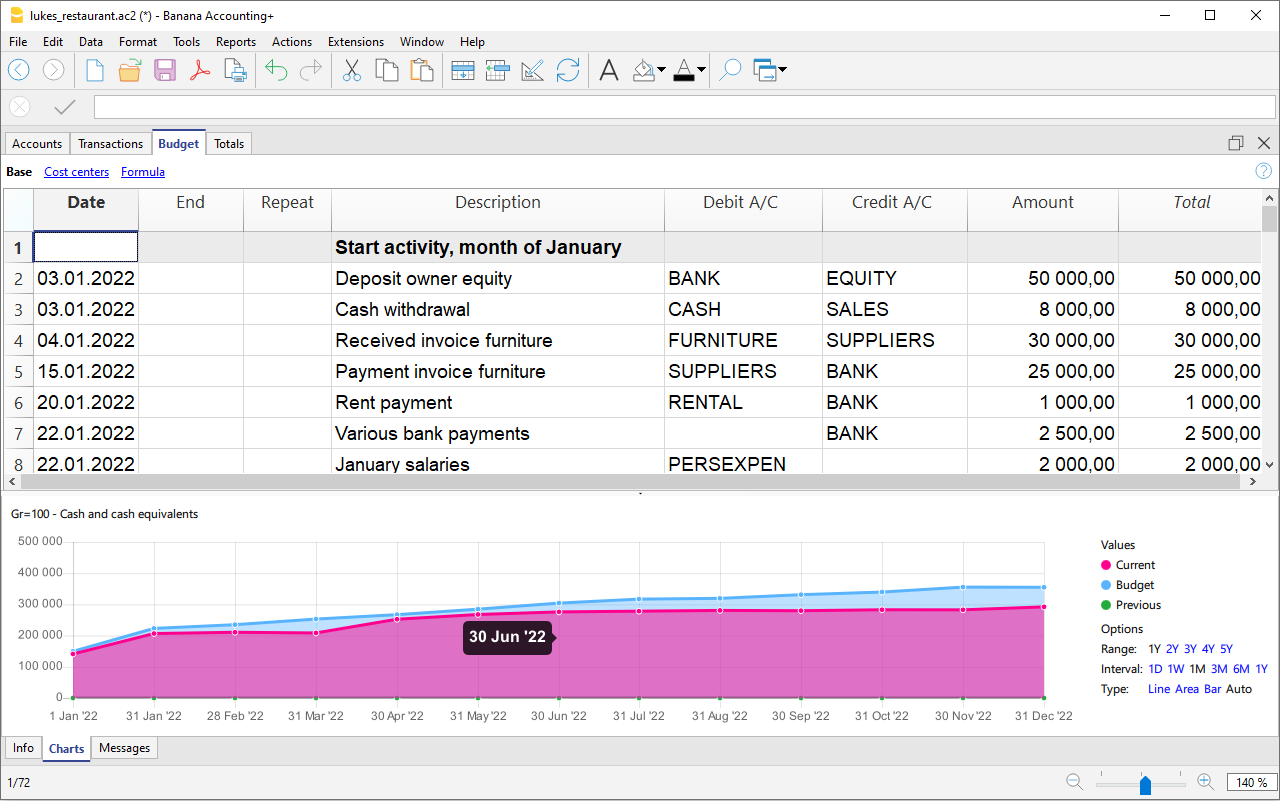 lukes_restaurant.ac2 (*) - Banana Accounting+
File Edit Data Format Tools Reports Actions Extensions Window Help
Accounts Transactions Budget Totals
Base Cost centers Formula
Date End Repeat Description Debit A/C Credit A/C Amount Total
1 Start activity, month of January
2 03.01.2022 Deposit owner equity BANK EQUITY 50 000,00 50 000,00
3 03.01.2022 Cash withdrawal CASH SALES 8 000,00 8 000,00
4 04.01.2022 Received invoice furniture FURNITURE SUPPLIERS 30 000,00 30 000,00
5 15.01.2022 Payment invoice furniture SUPPLIERS BANK 25 000,00 25 000,00
6 20.01.2022 Rent payment RENTAL BANK 1 000,00 1 000,00
7 22.01.2022 Various bank payments BANK 2 500,00 2 500,00
8 22.01.2022 January salaries PERSEXPEN 2 000,00 2 000,00
Gr=100 - Cash and cash equivalents
500 000
400 000
300 000
200 000
100 000
0
30 Jun '22
1 Jan '22 31 Jan '22 28 Feb '22 31 Mar '22 30 Apr '22 31 May '22 30 Jun '22 31 Jul '22 31 Aug '22 30 Sep '22 31 Oct '22 30 Nov '22 31 Dec '22
Values
Current
Budget
Previous
Options
Range: 1Y 2Y 3Y 4Y 5Y
Interval: 1D 1W 1M 3M 6M 1Y
Type: Line Area Bar Auto
Info Charts Messages
1/72 140 %